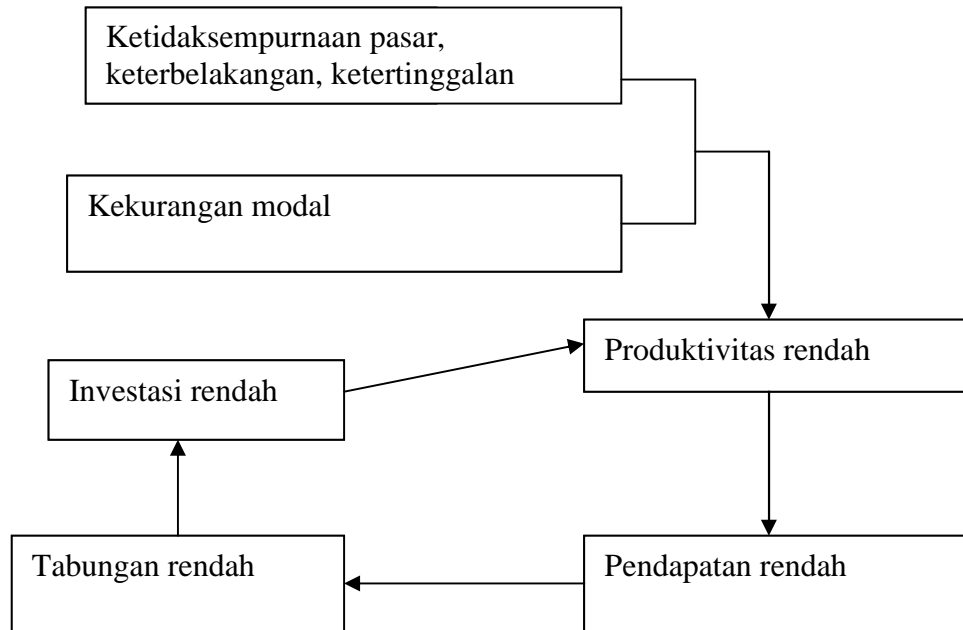 Ketidaksempurnaan pasar,
keterbelakangan, ketertinggalan
Kekurangan modal
Produktivitas rendah
Investasi rendah
Tabungan rendah
Pendapatan rendah